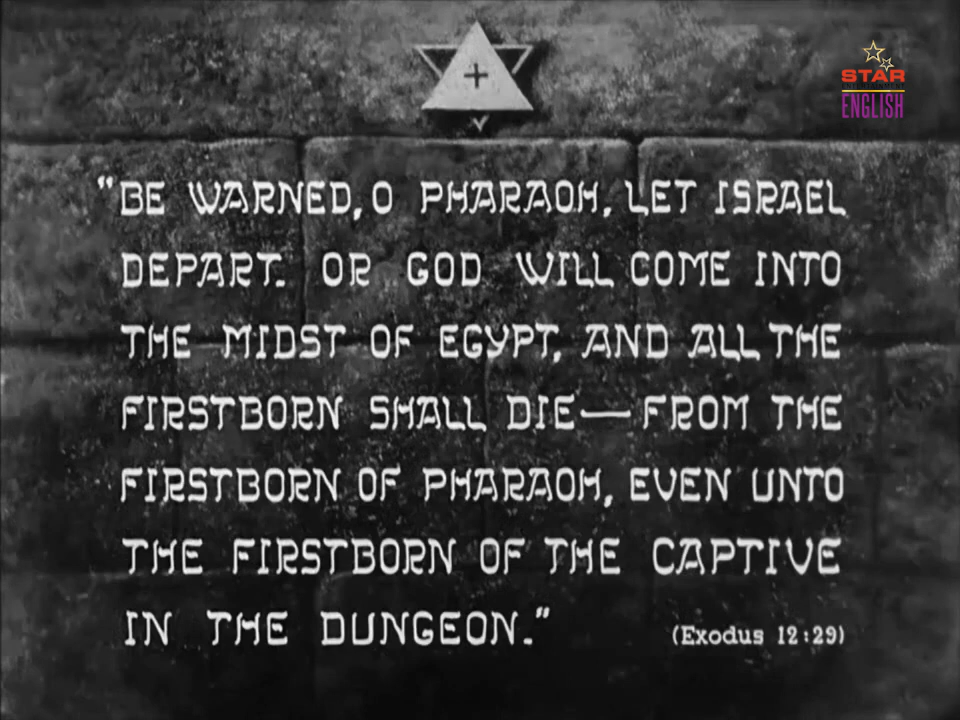 STAR
ENGLISH
"BE WARNED, O PHARAOH, LET ISRAEL
DEPART. OR GOD WILL COME INTO
THE MIDST OF EGYPT, AND ALL THE
FIRSTBORN SHALL DIE—FROM THE
FIRSTBORN OF PHARAOH, EVEN UNTO
THE FIRSTBORN OF THE CAPTIVE
IN THE DUNGEON."
(Exodus 12:29)